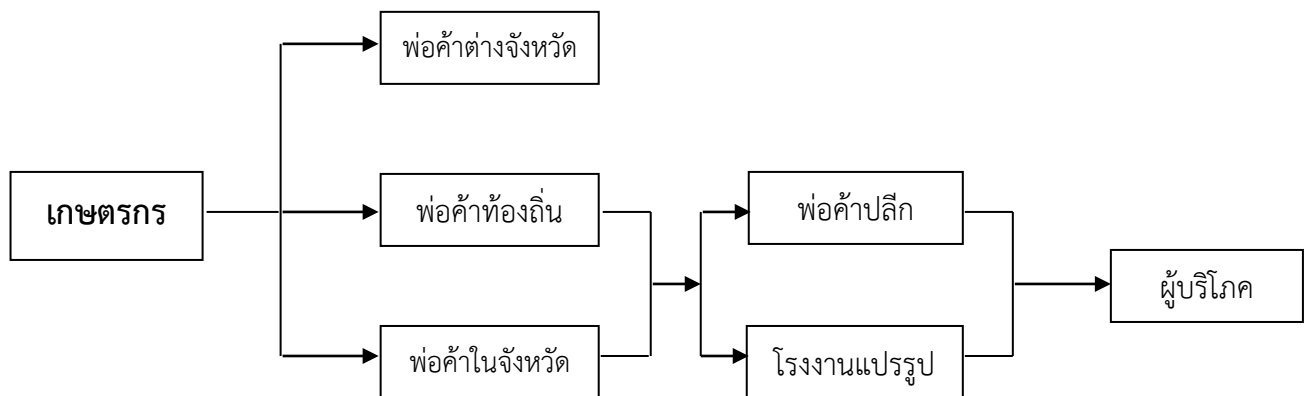 พ่อค้าต่างจังหวัด
เกษตรกร
พ่อค้าท้องถิ่น
พ่อค้าปลีก
ผู้บริโภค
พ่อค้าในจังหวัด
โรงงานแปรรูป